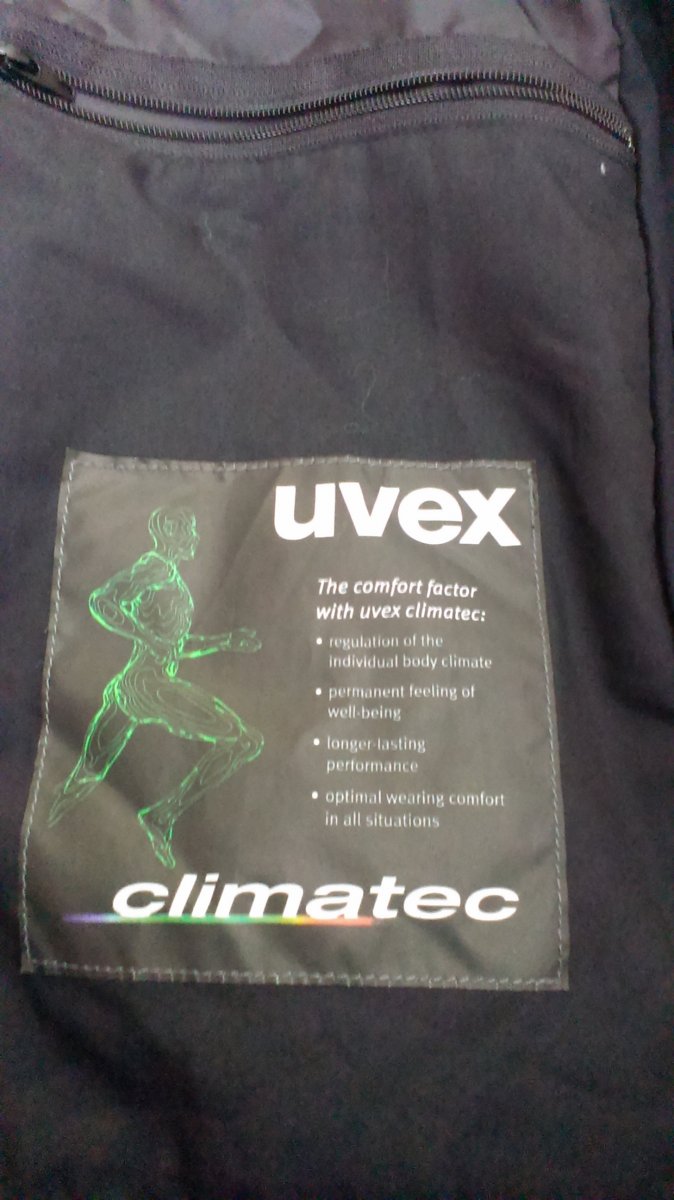 uvex
The comfort factor
with uvex climatec:
• regulation of the
individual body climate
• permanent feeling of
well-being
• longer-lasting
performance
• optimal wearing comfort
in all situations
climatec